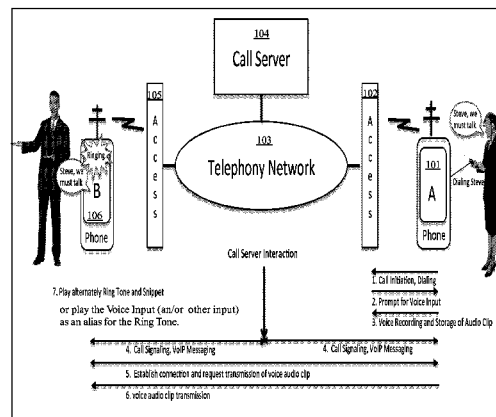 104
Call Server
105
Access
102
Access
103
Telephony Network
Steve, we must talk
Ringing
Steve, we must talk
B
106
Phone
101
A
Phone
Dialing Steve
Call Server Interaction
1. Call Initiation, Dialing
2. Prompt for Voice Input
3. Voice Recording and Storage of Audio Clip
7. Play alternately Ring Tone and Snippet
or play the Voice Input (an/or other input)
as an alias for the Ring Tone.
4. Call Signaling, VoIP Messaging
4. Call Signaling, VoIP Messaging
5. Establish connection and request transmission of voice audio clip
6. voice audio clip transmission